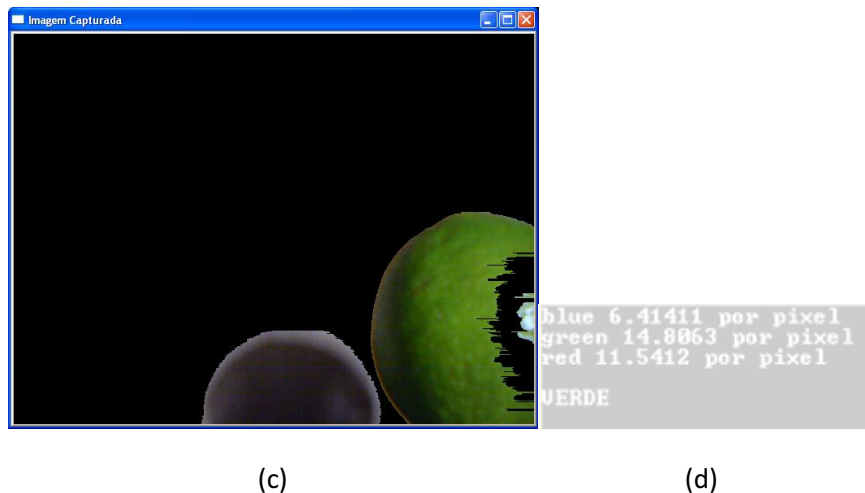 Imagem Capturada
blue 6.41411 por pixel
green 14.8063 por pixel
red 11.5412 por pixel
VERDE
(c)
(d)